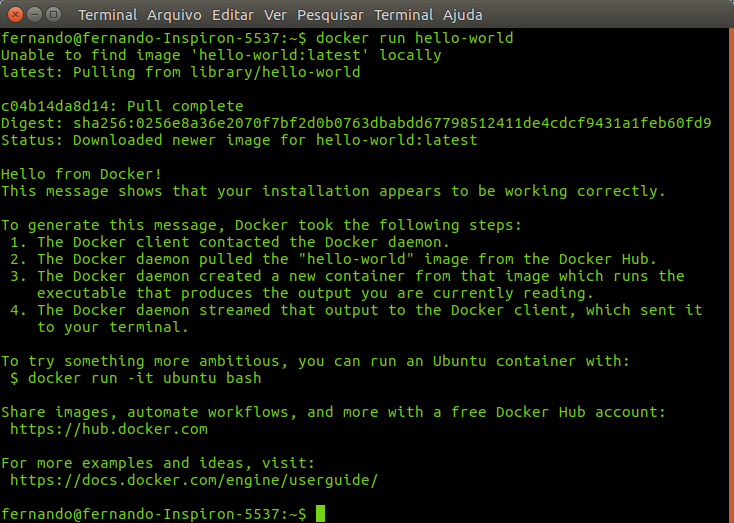 Terminal Arquivo Editar Ver Pesquisar Terminal Ajuda
fernando@fernando-Inspiron-5537:~$ docker run hello-world
Unable to find image 'hello-world:latest' locally
latest: Pulling from library/hello-world
c04b14da8d14: Pull complete
Digest: sha256:0256e8a36e2070f7bf2d0b0763dbabdd67798512411de4cdcf9431a1feb60fd9
Status: Downloaded newer image for hello-world:latest
Hello from Docker!
This message shows that your installation appears to be working correctly.
To generate this message, Docker took the following steps:
 1. The Docker client contacted the Docker daemon.
 2. The Docker daemon pulled the "hello-world" image from the Docker Hub.
 3. The Docker daemon created a new container from that image which runs the
    executable that produces the output you are currently reading.
 4. The Docker daemon streamed that output to the Docker client, which sent it
    to your terminal.
To try something more ambitious, you can run an Ubuntu container with:
 $ docker run -it ubuntu bash
Share images, automate workflows, and more with a free Docker Hub account:
 https://hub.docker.com
For more examples and ideas, visit:
 https://docs.docker.com/engine/userguide/
fernando@fernando-Inspiron-5537:~$